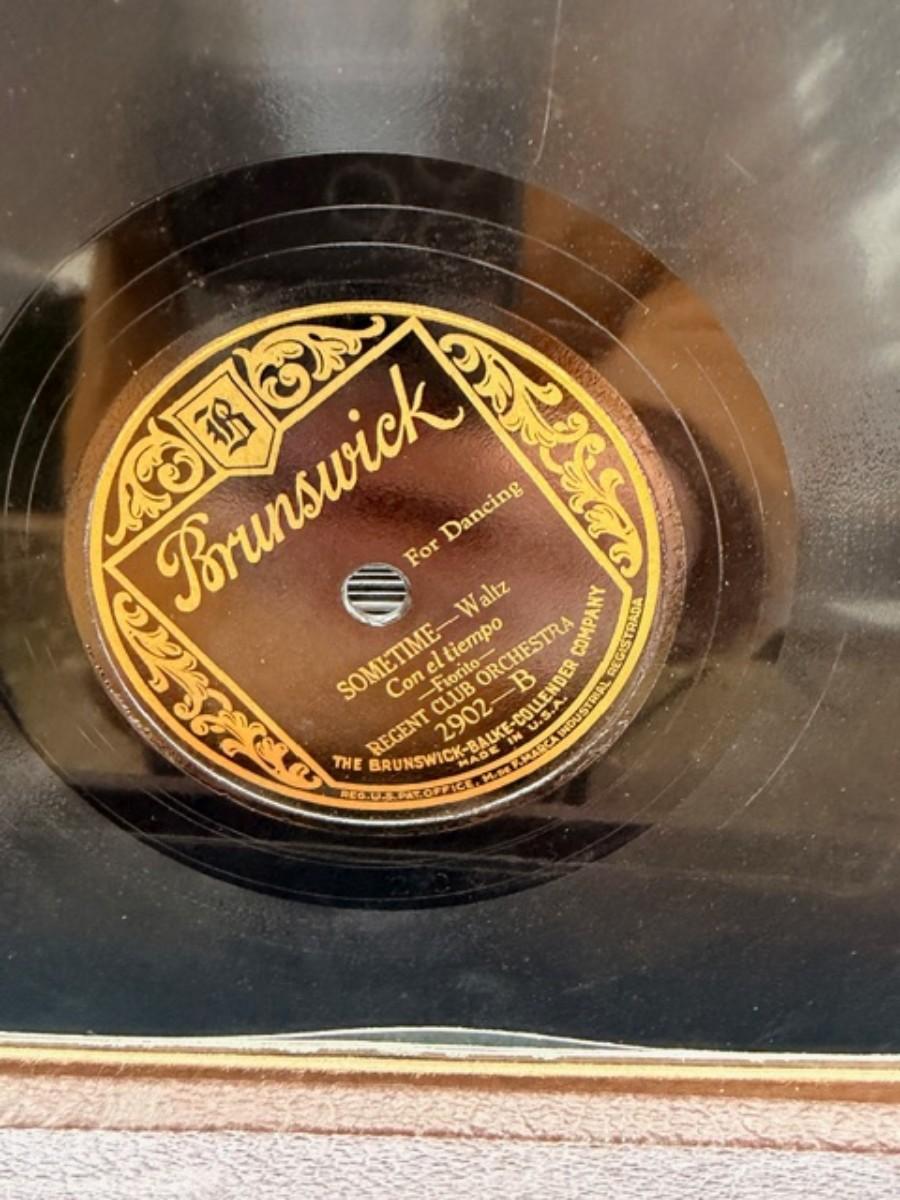 B
Brunswick
For Dancing
SOMETIME—Waltz
Con el tiempo
—Fiorito—
REGENT CLUB ORCHESTRA
2902—B
THE BRUNSWICK-BALKE-COLLENDER COMPANY
MADE IN U.S.A.
REG. U.S. PAT. OFFICE, M. DE F. MARCA INDUSTRIAL REGISTRADA